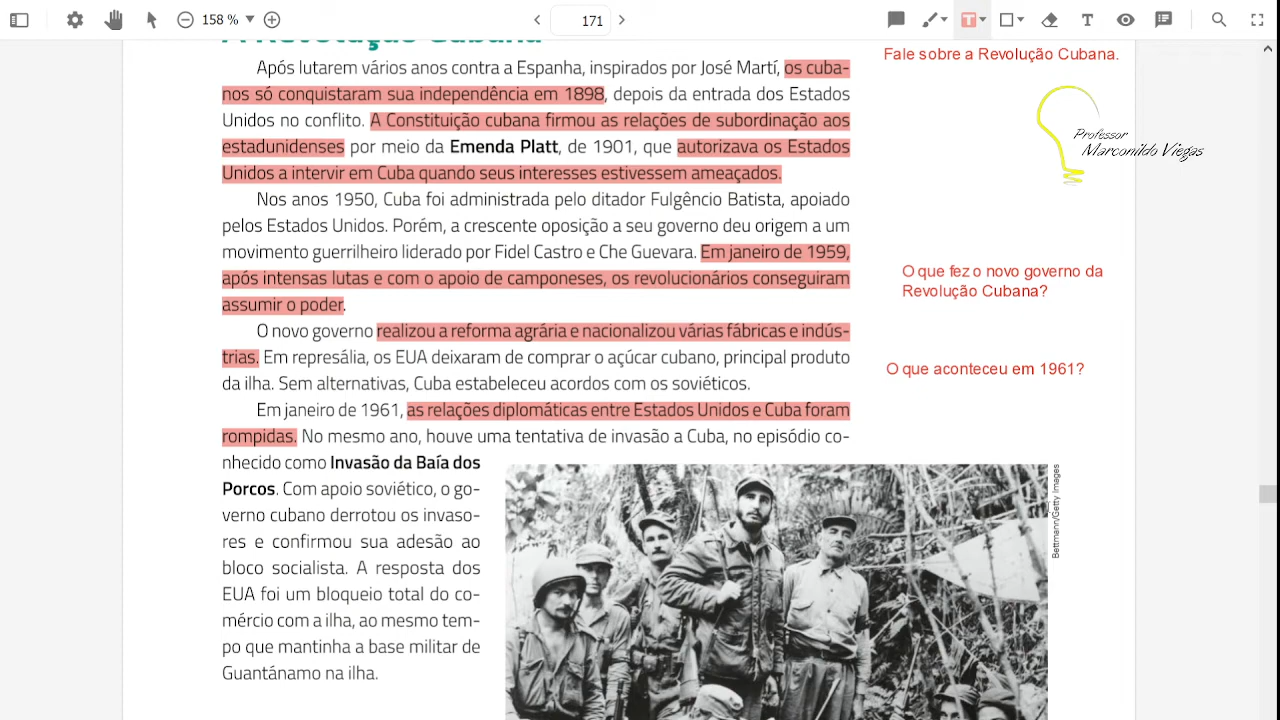 158 %
171
A Revolução Cubana
Após lutarem vários anos contra a Espanha, inspirados por José Martí, os cuba-
nos só conquistaram sua independência em 1898, depois da entrada dos Estados
Unidos no conflito. A Constituição cubana firmou as relações de subordinação aos
estadunidenses por meio da Emenda Platt, de 1901, que autorizava os Estados
Unidos a intervir em Cuba quando seus interesses estivessem ameaçados.
Nos anos 1950, Cuba foi administrada pelo ditador Fulgêncio Batista, apoiado
pelos Estados Unidos. Porém, a crescente oposição a seu governo deu origem a um
movimento guerrilheiro liderado por Fidel Castro e Che Guevara. Em janeiro de 1959,
após intensas lutas e com o apoio de camponeses, os revolucionários conseguiram
assumir o poder.
O novo governo realizou a reforma agrária e nacionalizou várias fábricas e indús-
trias. Em represália, os EUA deixaram de comprar o açúcar cubano, principal produto
da ilha. Sem alternativas, Cuba estabeleceu acordos com os soviéticos.
Em janeiro de 1961, as relações diplomáticas entre Estados Unidos e Cuba foram
rompidas. No mesmo ano, houve uma tentativa de invasão a Cuba, no episódio co-
nhecido como Invasão da Baía dos
Porcos. Com apoio soviético, o go-
verno cubano derrotou os invaso-
res e confirmou sua adesão ao
bloco socialista. A resposta dos
EUA foi um bloqueio total do co-
mércio com a ilha, ao mesmo tem-
po que mantinha a base militar de
Guantánamo na ilha.
Bettmann/Getty Images
Fale sobre a Revolução Cubana.
Professor
Marconildo Viegas
O que fez o novo governo da
Revolução Cubana?
O que aconteceu em 1961?